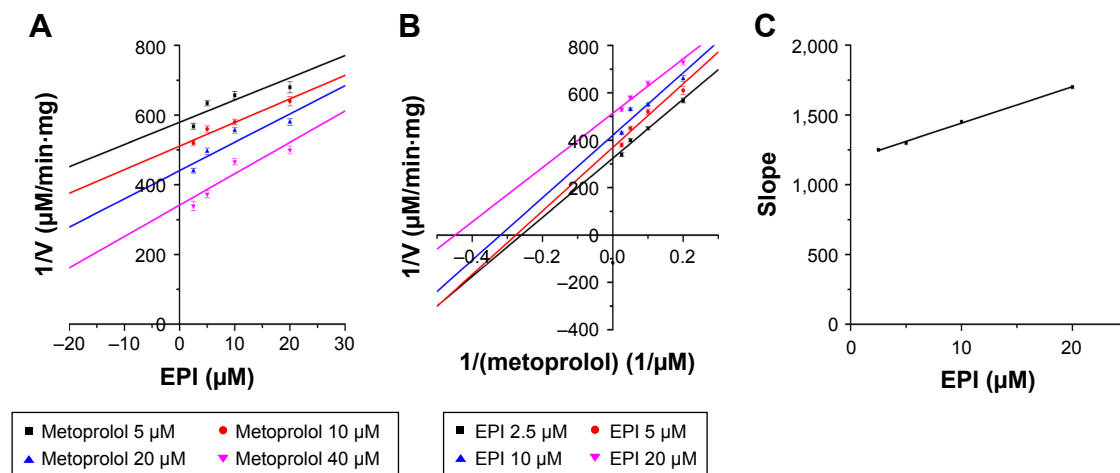 A
800
600
400
200
0
–20
–10
0
10
20
30
1/V (µM/min·mg)
EPI (µM)
Metoprolol 5 µM
Metoprolol 10 µM
Metoprolol 20 µM
Metoprolol 40 µM
B
800
600
400
200
0
–200
–400
–0.4
–0.2
0.0
0.2
1/V (µM/min·mg)
1/(metoprolol) (1/µM)
EPI 2.5 µM
EPI 5 µM
EPI 10 µM
EPI 20 µM
C
2,000
1,500
1,000
500
0
0
10
20
Slope
EPI (µM)